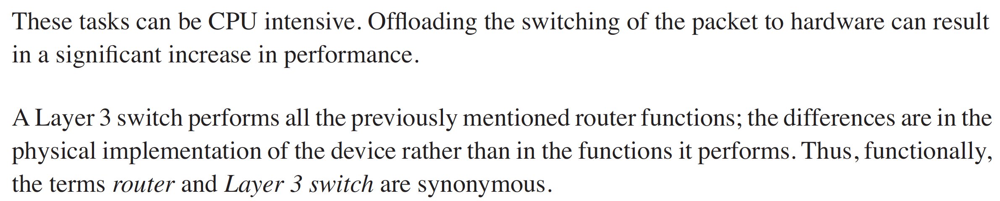 These tasks can be CPU intensive. Offloading the switching of the packet to hardware can result
in a significant increase in performance.
A Layer 3 switch performs all the previously mentioned router functions; the differences are in the
physical implementation of the device rather than in the functions it performs. Thus, functionally,
the terms router and Layer 3 switch are synonymous.